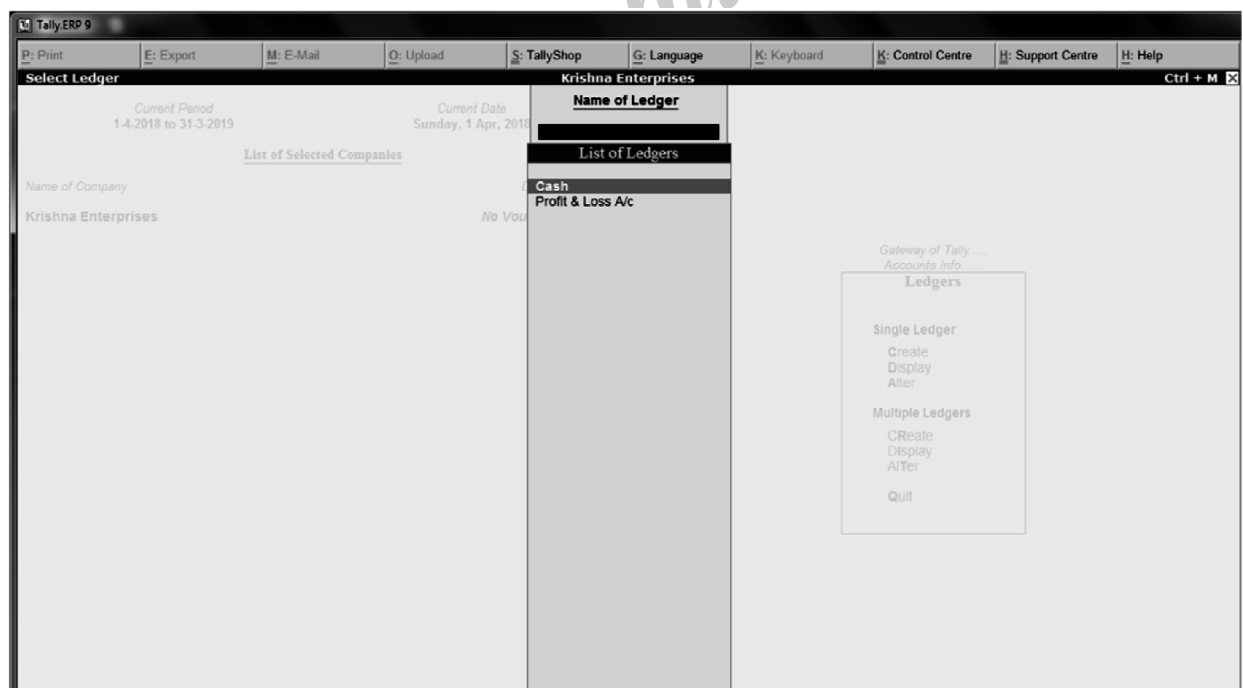 Tally.ERP 9
P: Print E: Export M: E-Mail O: Upload S: TallyShop G: Language K: Keyboard K: Control Centre H: Support Centre H: Help
Select Ledger Krishna Enterprises Ctrl + M
Current Period Current Date
1-4-2018 to 31-3-2019 Sunday, 1 Apr, 2018
List of Selected Companies
Name of Company
Krishna Enterprises No Vou
Name of Ledger
List of Ledgers
Cash
Profit & Loss A/c
Gateway of Tally ....
Accounts Info. ....
Ledgers
Single Ledger
Create
Display
Alter
Multiple Ledgers
CReate
DIsplay
AlTer
Quit